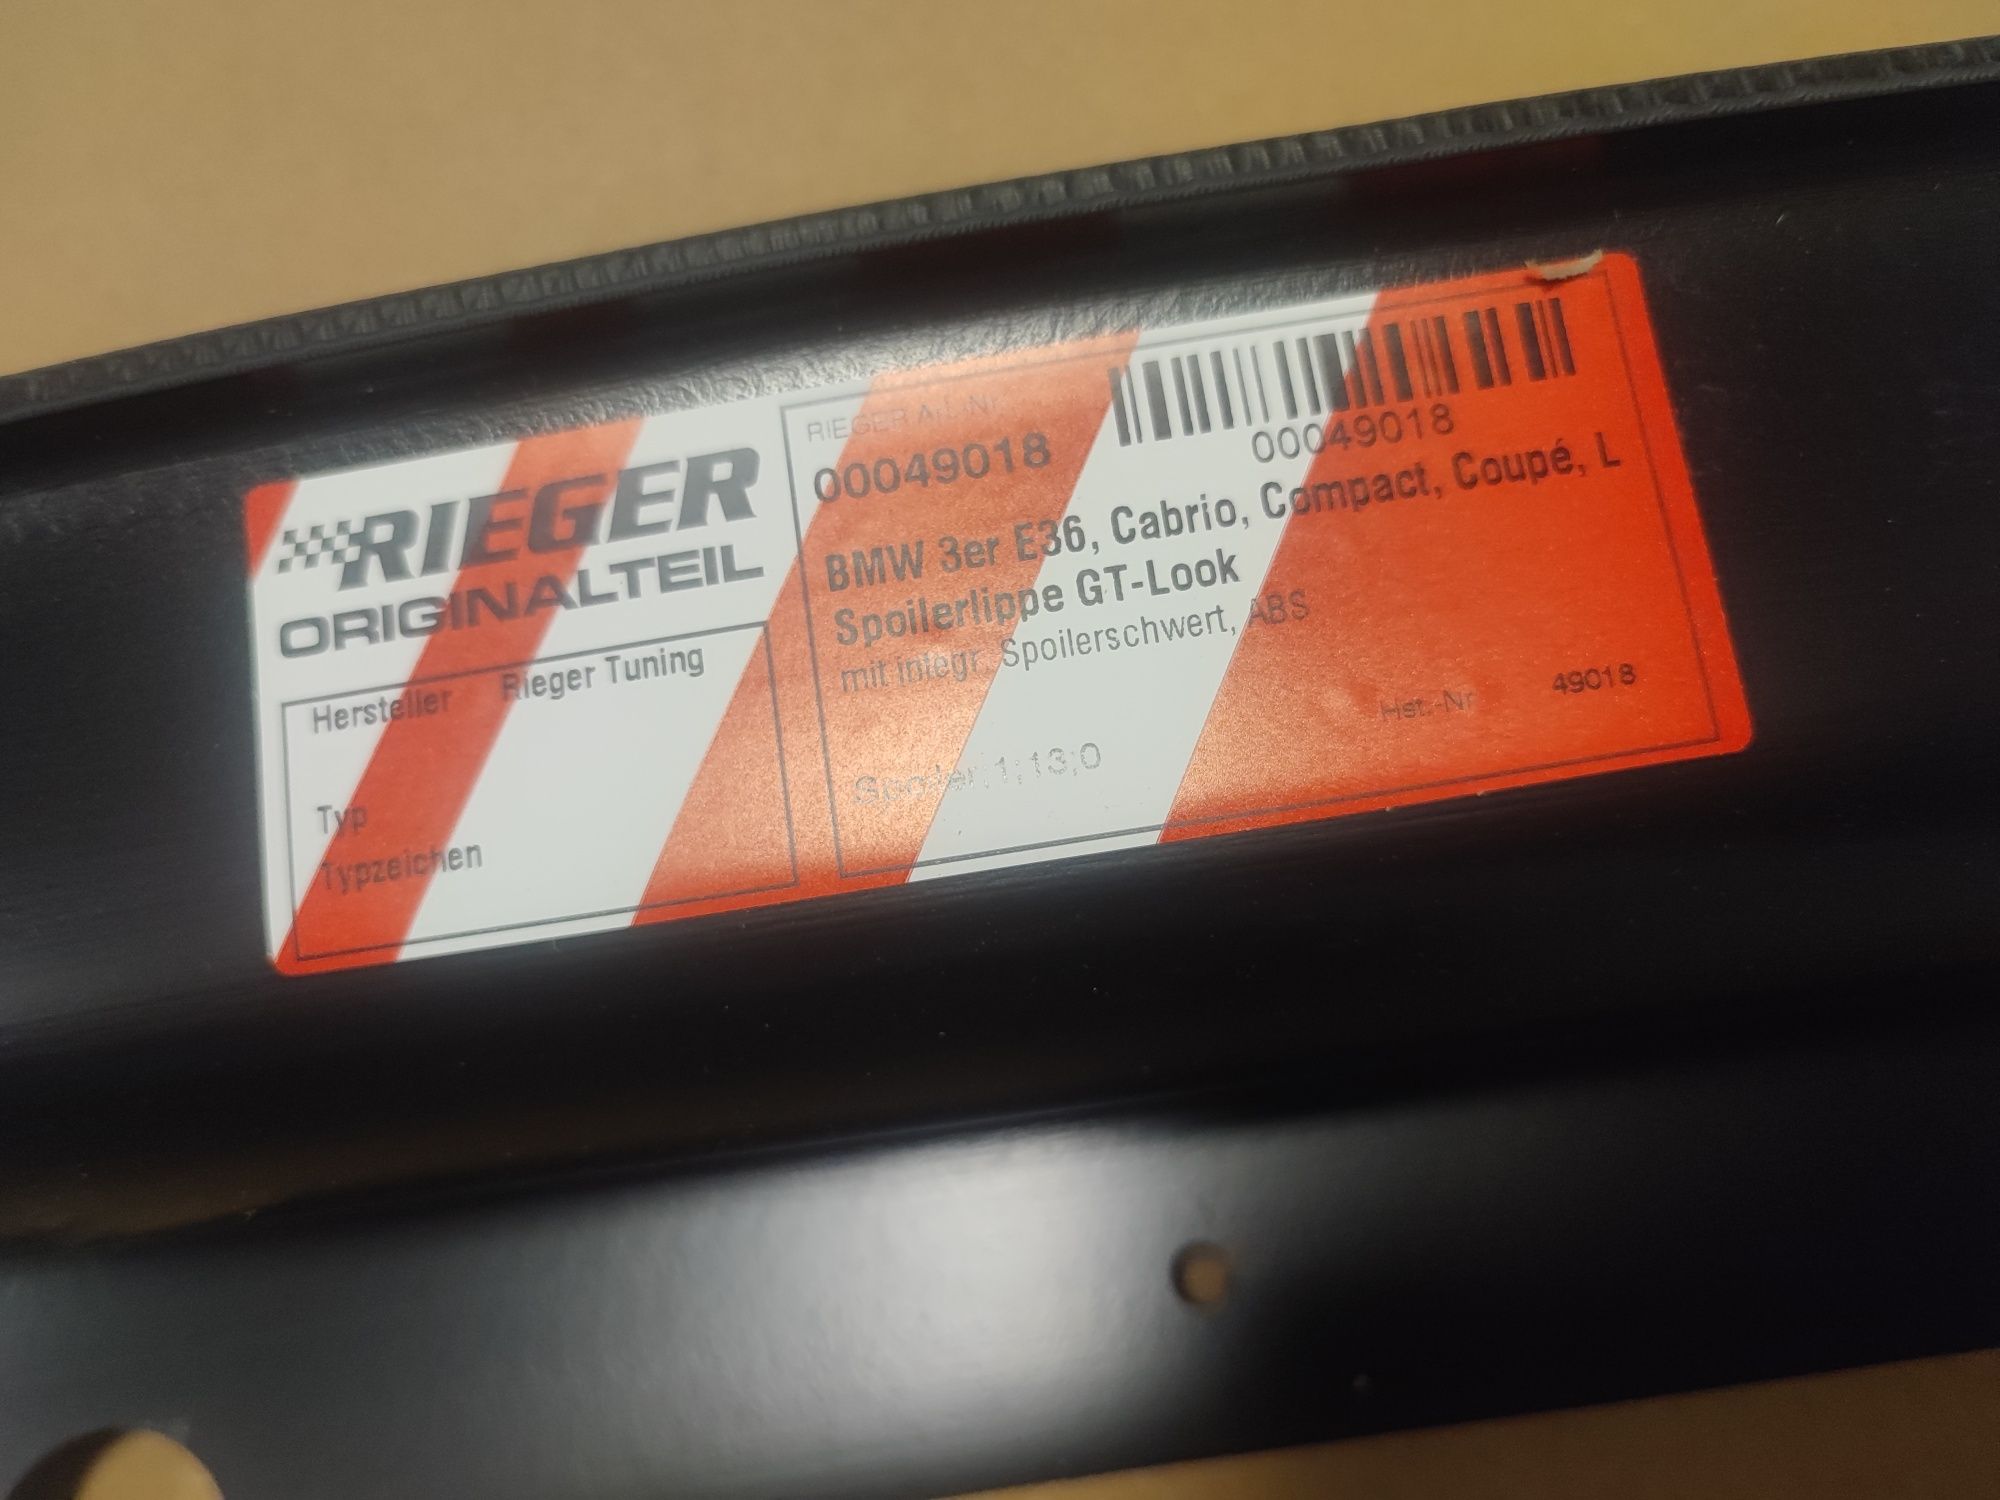 RIEGER
ORIGINALTEIL
Hersteller Rieger Tuning
Typ
Typzeichen
RIEGER Art.-Nr.
00049018
00049018
BMW 3er E36, Cabrio, Compact, Coupé, L
Spoilerlippe GT-Look
mit integr. Spoilerschwert, ABS
Hst.-Nr. 49018
Spoiler;1;13;0